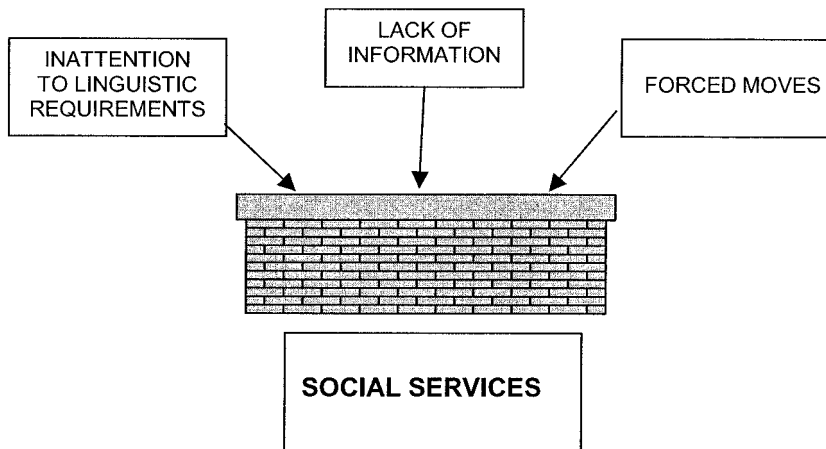 INATTENTION
TO LINGUISTIC
REQUIREMENTS
LACK OF
INFORMATION
FORCED MOVES
SOCIAL SERVICES